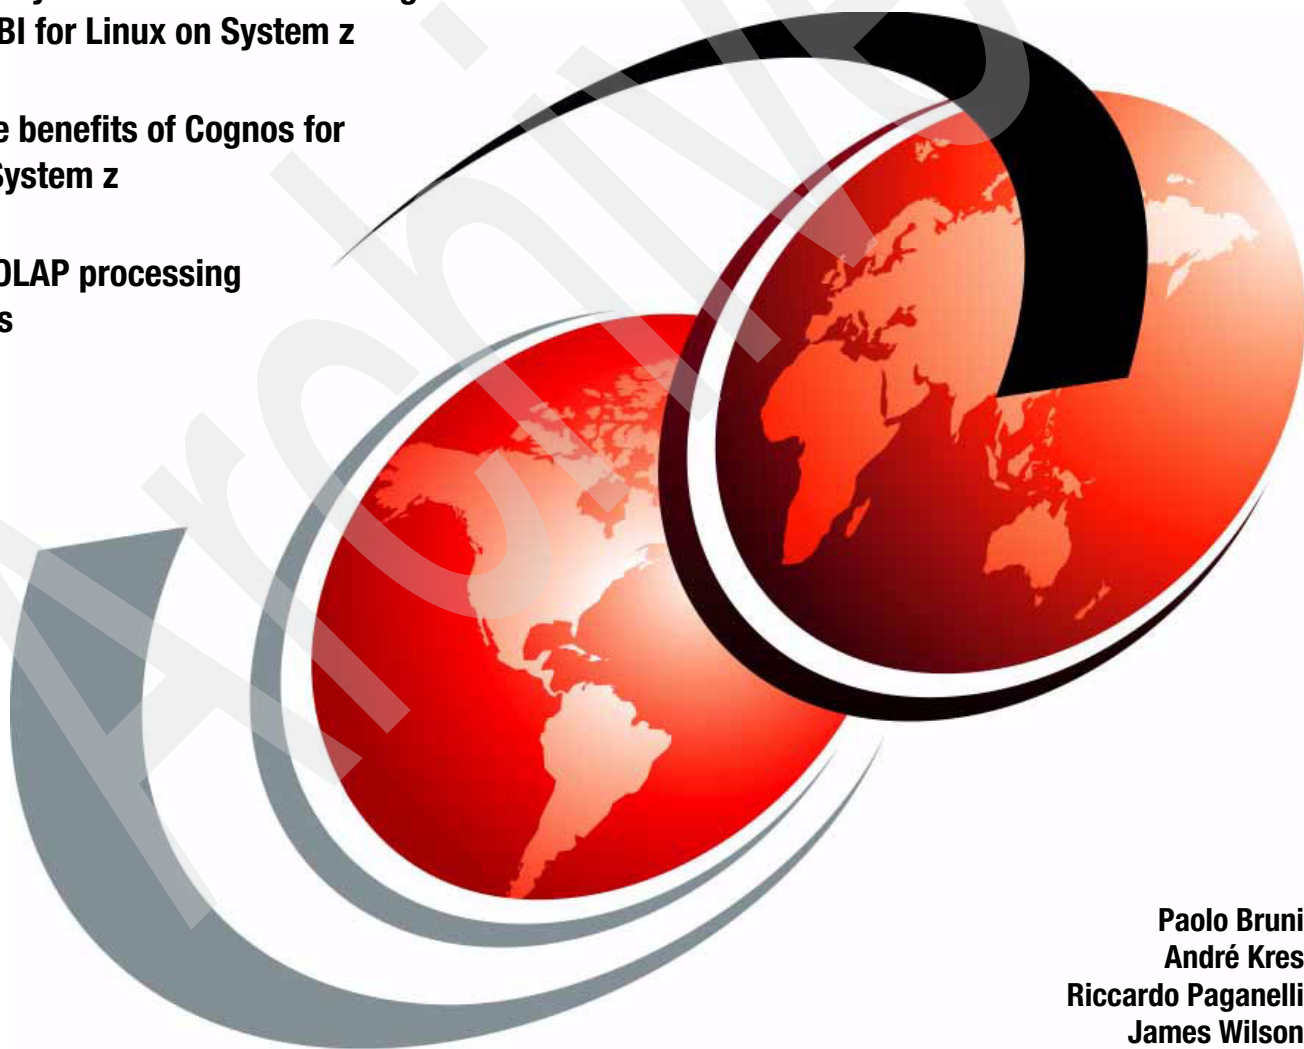 BI for Linux on System z
benefits of Cognos for
System z
OLAP processing
Archived
Paolo Bruni
André Kres
Riccardo Paganelli
James Wilson